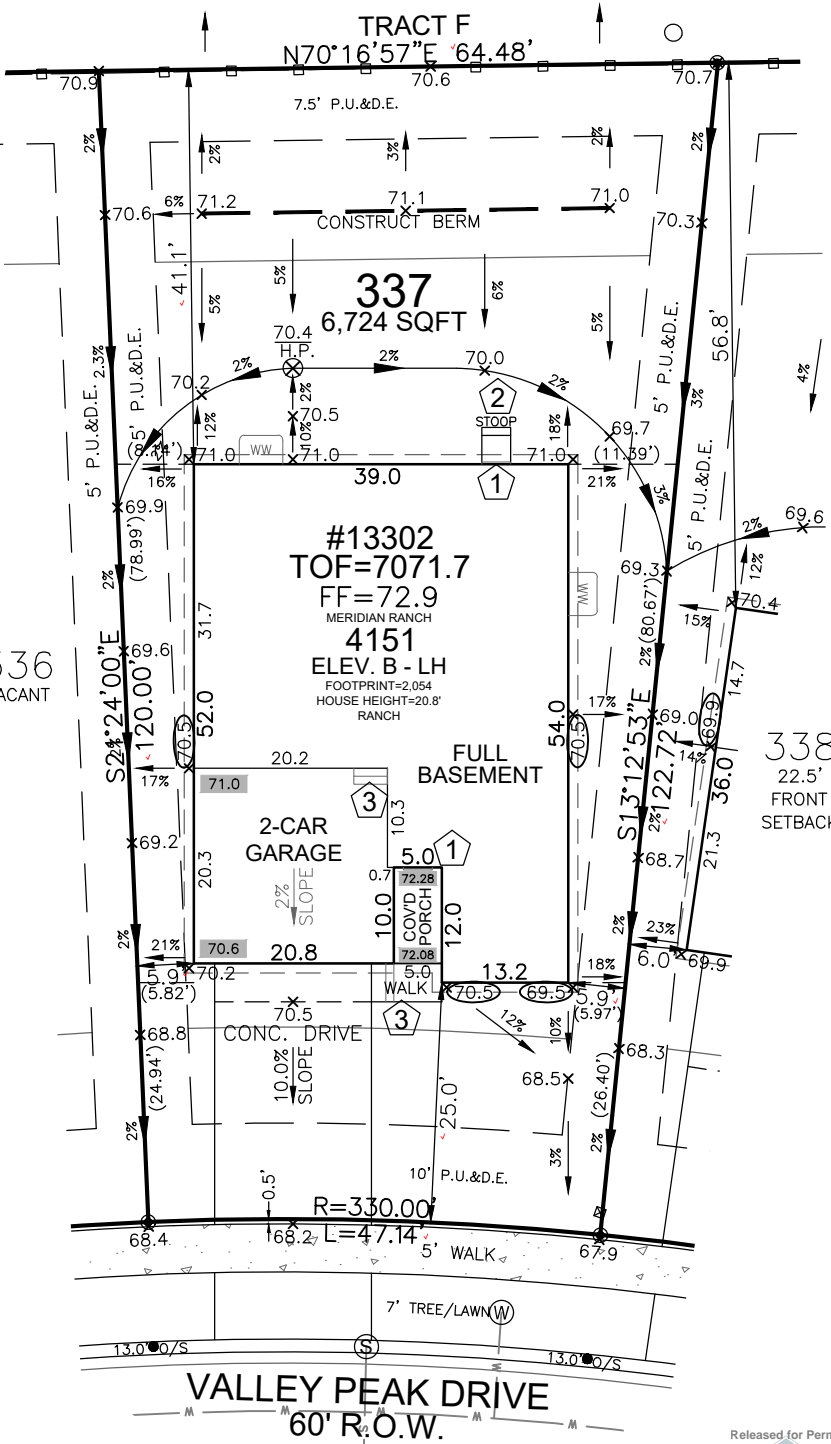 TRACT F
N70°16'57"E 64.48'
70.9
70.6
70.7
7.5' P.U.&D.E.
2%
2%
3%
2%
2%
6%
70.6
71.2
71.1
71.0
70.3
CONSTRUCT BERM
41.1'
5%
5%
337
6,724 SQFT
6%
5%
5' P.U.&D.E.
56.8'
4%
70.4
H.P.
2.3%
5' P.U.&D.E.
5' P.U.&D.E.
2%
2%
70.0
2%
3%
70.2
2%
2
STOOP
12%
70.5
10%
18%
69.7
WW
71.0
71.0
71.0
(11.39')
5' P.U.&D.E.
16%
39.0
1
21%
3%
69.9
(78.99')
2%
69.6
2%
#13302
TOF=7071.7
FF=72.9
MERIDIAN RANCH
4151
ELEV. B - LH
FOOTPRINT=2,054
HOUSE HEIGHT=20.8'
RANCH
69.3
12%
WW
(80.67')
2%
15%
70.4
31.7
52.0
54.0
69.6
14.7
120.00'
70.5
17%
70.5
17%
69.0
69.9
14%
S13°12'53"E
122.72'
36.0
338
22.5'
FRONT
20.2
71.0
3
10.3
FULL
BASEMENT
2%
21.3
69.2
2-CAR
GARAGE
20.3
2%
SLOPE
1
5.0
0.7
72.28
COV'D
PORCH
10.0
12.0
72.08
5.0
68.7
2%
21%
70.6
20.8
23%
6.0'
69.9
5.9'
(5.82')
70.2
WALK
13.2
18%
70.5
69.5
5.9'
(5.97')
70.5
3
CONC. DRIVE
68.8
12%
10%
68.3
(24.94')
10.0%
SLOPE
25.0'
68.5
(26.40')
2%
3%
2%
10' P.U.&D.E.
0.5'
R=330.00'
L=47.14'
68.4
68.2
67.9
5' WALK
7' TREE/LAWN
W
13.0' O/S
S
13.0' O/S
VALLEY PEAK DRIVE
60' R.O.W.
W
W
W
W
S